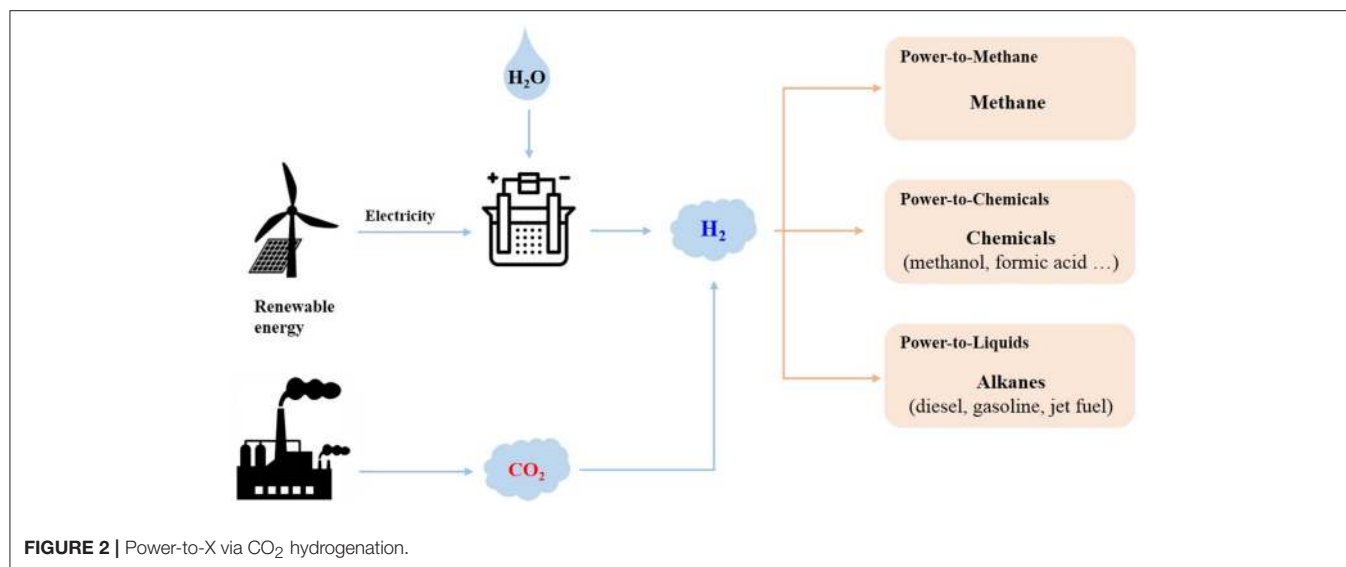 H₂O
+ −
Electricity
Renewable
energy
H₂
CO₂
Power-to-Methane
Methane
Power-to-Chemicals
Chemicals
(methanol, formic acid …)
Power-to-Liquids
Alkanes
(diesel, gasoline, jet fuel)
FIGURE 2 | Power-to-X via CO₂ hydrogenation.